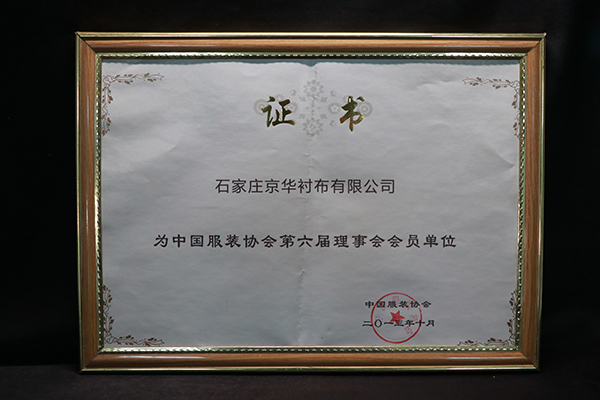 证书
石家庄京华衬布有限公司
为中国服装协会第六届理事会会员单位
中国服装协会
二〇一三年十月